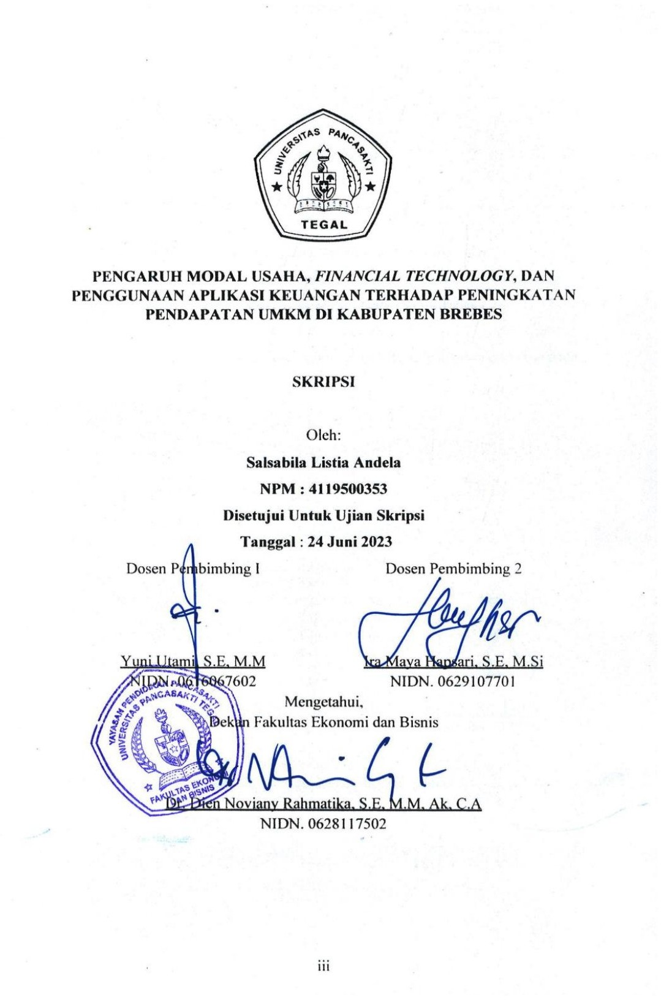 UNIVERSITAS PANCASAKTI
TEGAL
PENGARUH MODAL USAHA, FINANCIAL TECHNOLOGY, DAN
PENGGUNAAN APLIKASI KEUANGAN TERHADAP PENINGKATAN
PENDAPATAN UMKM DI KABUPATEN BREBES
SKRIPSI
Oleh:
Salsabila Listia Andela
NPM : 4119500353
Disetujui Untuk Ujian Skripsi
Tanggal : 24 Juni 2023
Dosen Pembimbing I Dosen Pembimbing 2
Yuni Utami, S.E, M.M Ira Maya Hapsari, S.E, M.Si
NIDN. 0616067602 NIDN. 0629107701
Mengetahui,
Dekan Fakultas Ekonomi dan Bisnis
YAYASAN PENDIDIKAN PANCASAKTI
UNIVERSITAS PANCASAKTI TEGAL
FAKULTAS EKONOMI
DAN BISNIS
Dr. Dien Noviany Rahmatika, S.E, M.M, Ak, C.A
NIDN. 0628117502
iii